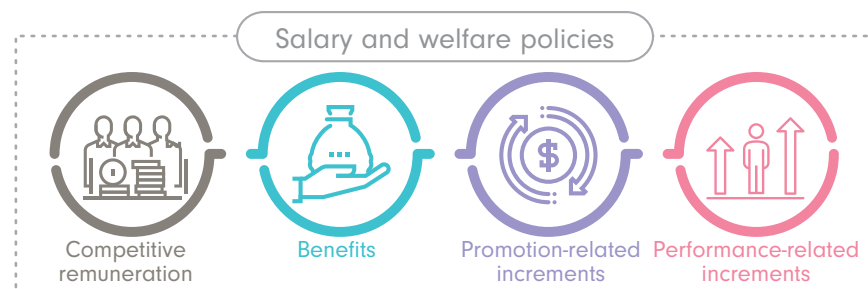 Salary and welfare policies
Competitive
remuneration
Benefits
Promotion-related
increments
Performance-related
increments